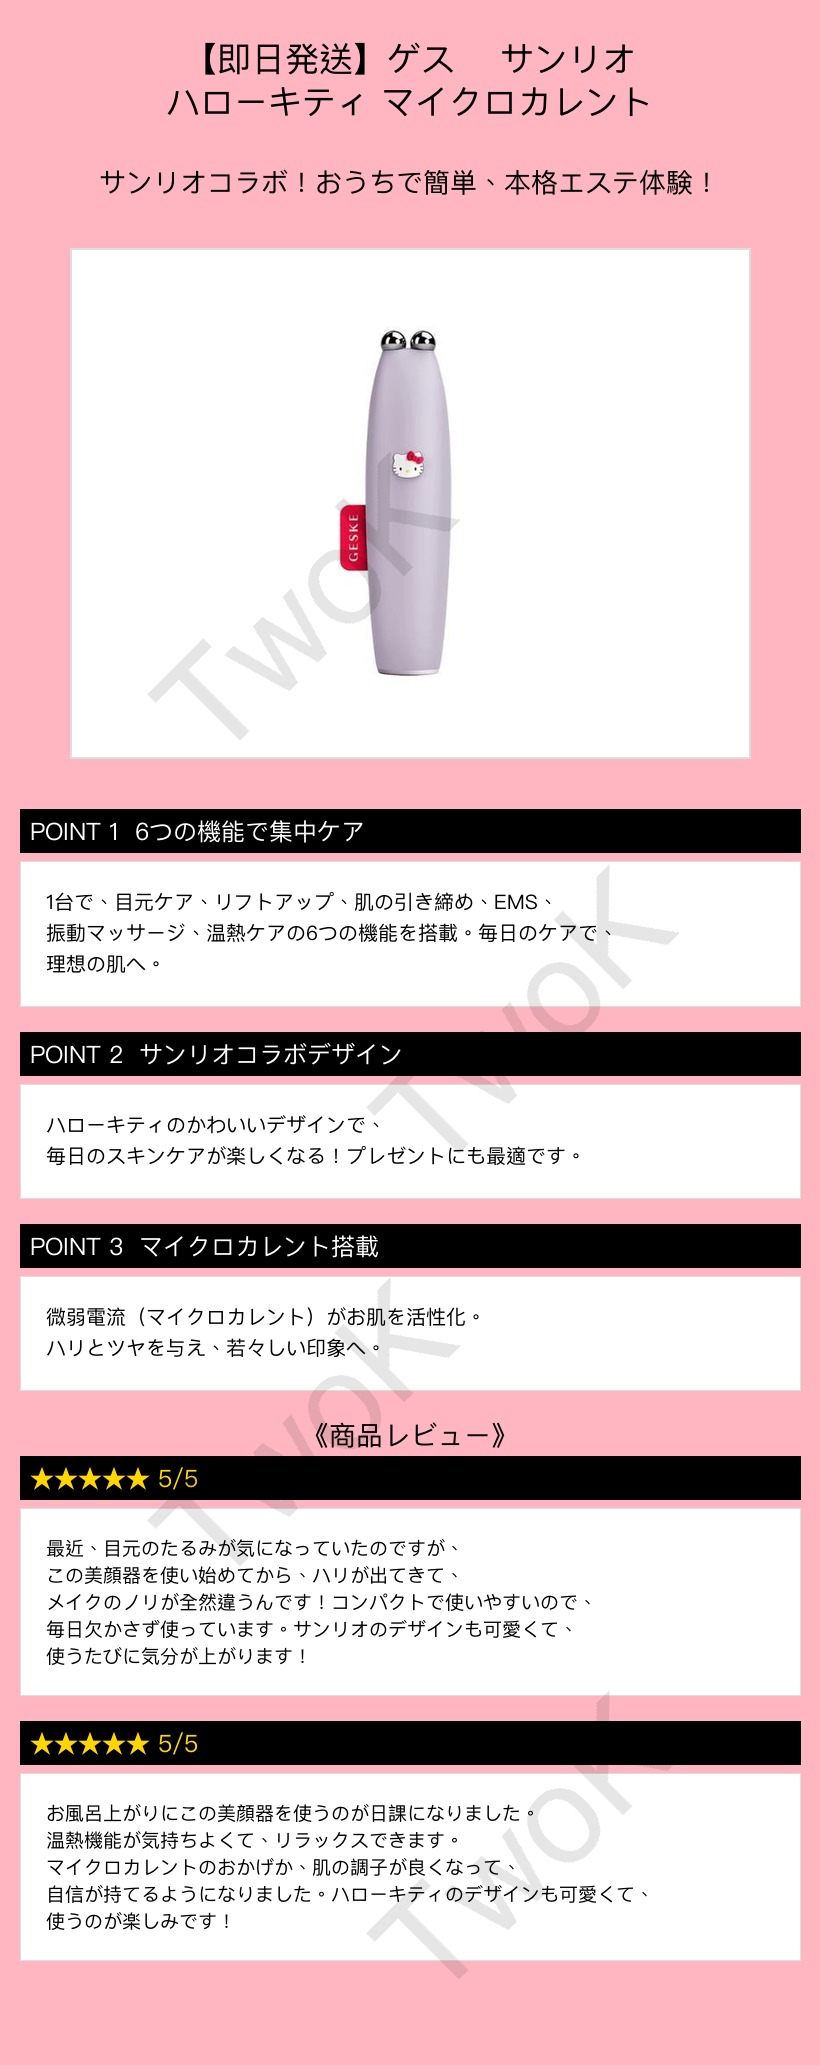 【即日発送】ゲス　サンリオ
ハローキティ マイクロカレント
サンリオコラボ！おうちで簡単、本格エステ体験！
GESKE
TwoK
POINT 1 6つの機能で集中ケア
1台で、目元ケア、リフトアップ、肌の引き締め、EMS、
振動マッサージ、温熱ケアの6つの機能を搭載。毎日のケアで、
理想の肌へ。
TwoK
POINT 2 サンリオコラボデザイン
ハローキティのかわいいデザインで、
毎日のスキンケアが楽しくなる！プレゼントにも最適です。
POINT 3 マイクロカレント搭載
微弱電流（マイクロカレント）がお肌を活性化。
ハリとツヤを与え、若々しい印象へ。
TwoK
《商品レビュー》
★★★★★ 5/5
最近、目元のたるみが気になっていたのですが、
この美顔器を使い始めてから、ハリが出てきて、
メイクのノリが全然違うんです！コンパクトで使いやすいので、
毎日欠かさず使っています。サンリオのデザインも可愛くて、
使うたびに気分が上がります！
★★★★★ 5/5
お風呂上がりにこの美顔器を使うのが日課になりました。
温熱機能が気持ちよくて、リラックスできます。
マイクロカレントのおかげか、肌の調子が良くなって、
自信が持てるようになりました。ハローキティのデザインも可愛くて、
使うのが楽しみです！
TwoK